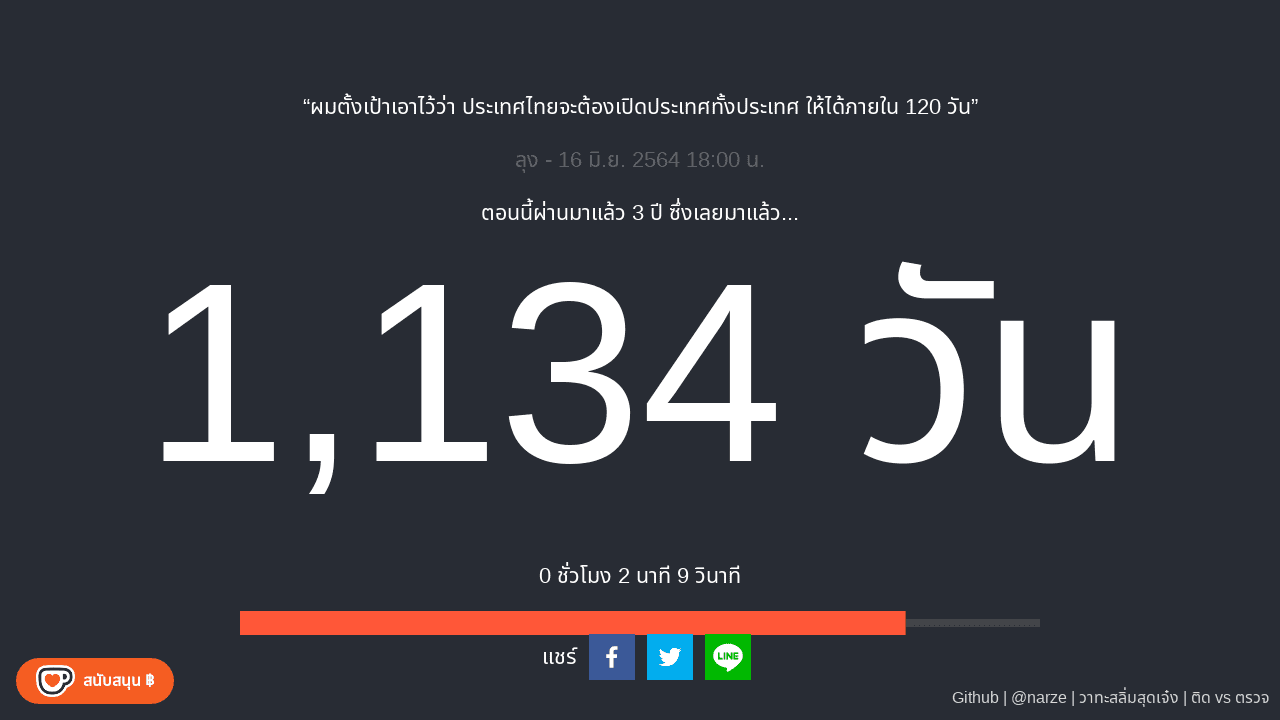 “ผมตั้งเป้าเอาไว้ว่า ประเทศไทยจะต้องเปิดประเทศทั้งประเทศ ให้ได้ภายใน 120 วัน”
ลุง - 16 มิ.ย. 2564 18:00 น.
ตอนนี้ผ่านมาแล้ว 3 ปี ซึ่งเลยมาแล้ว...
1,134 วัน
0 ชั่วโมง 2 นาที 9 วินาที
แชร์
LINE
สนับสนุน ฿
Github | @narze | วาทะสลิ่มสุดเจ๋ง | ติด vs ตรวจ